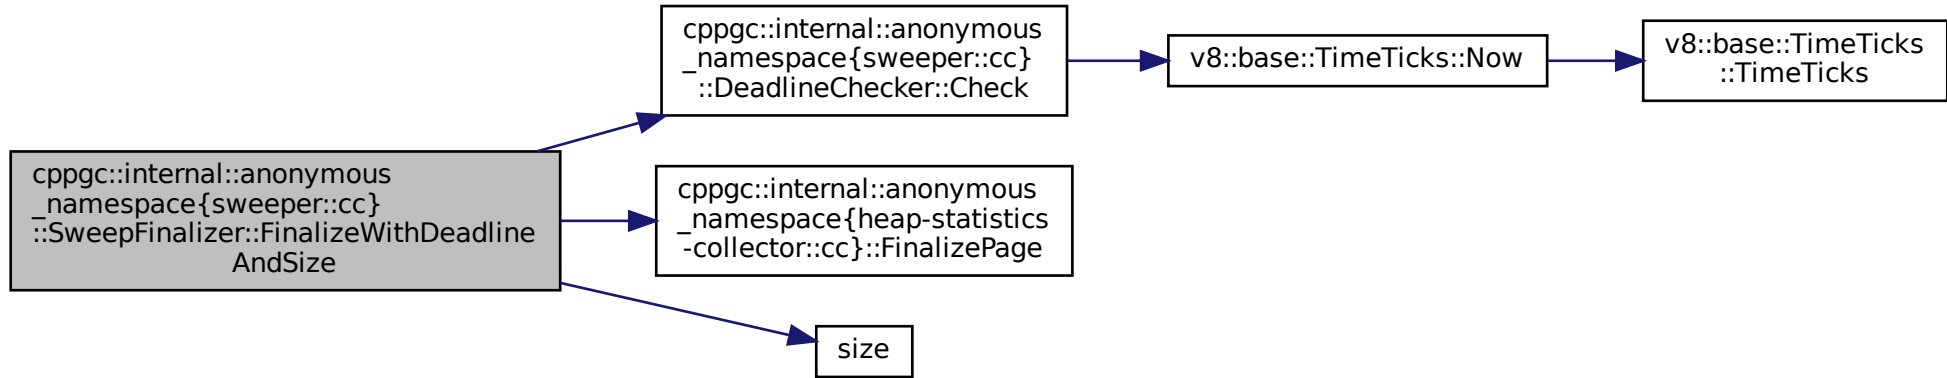 cppgc::internal::anonymous
_namespace{sweeper::cc}
::SweepFinalizer::FinalizeWithDeadline
AndSize
cppgc::internal::anonymous
_namespace{sweeper::cc}
::DeadlineChecker::Check
v8::base::TimeTicks::Now
v8::base::TimeTicks
::TimeTicks
cppgc::internal::anonymous
_namespace{heap-statistics
-collector::cc}::FinalizePage
size